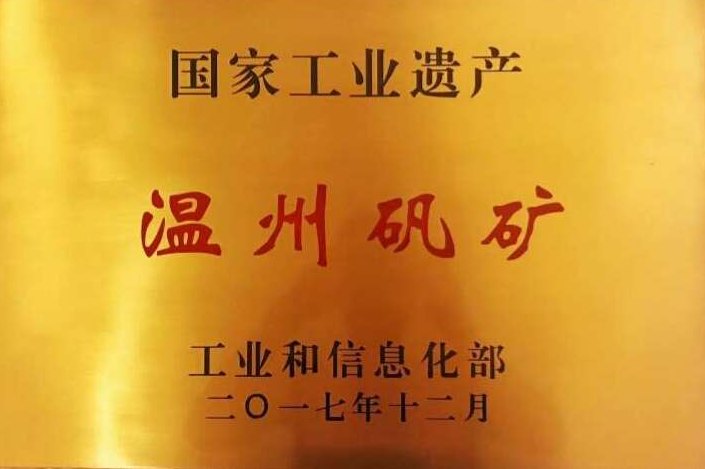 国家工业遗产
温州矾矿
工业和信息化部
二〇一七年十二月